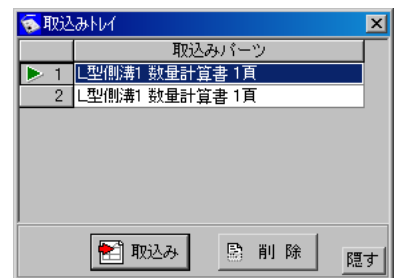 取込みトレイ
取込みパーツ
1 L型側溝1 数量計算書 1頁
2 L型側溝1 数量計算書 1頁
取込み 削 除 隠す